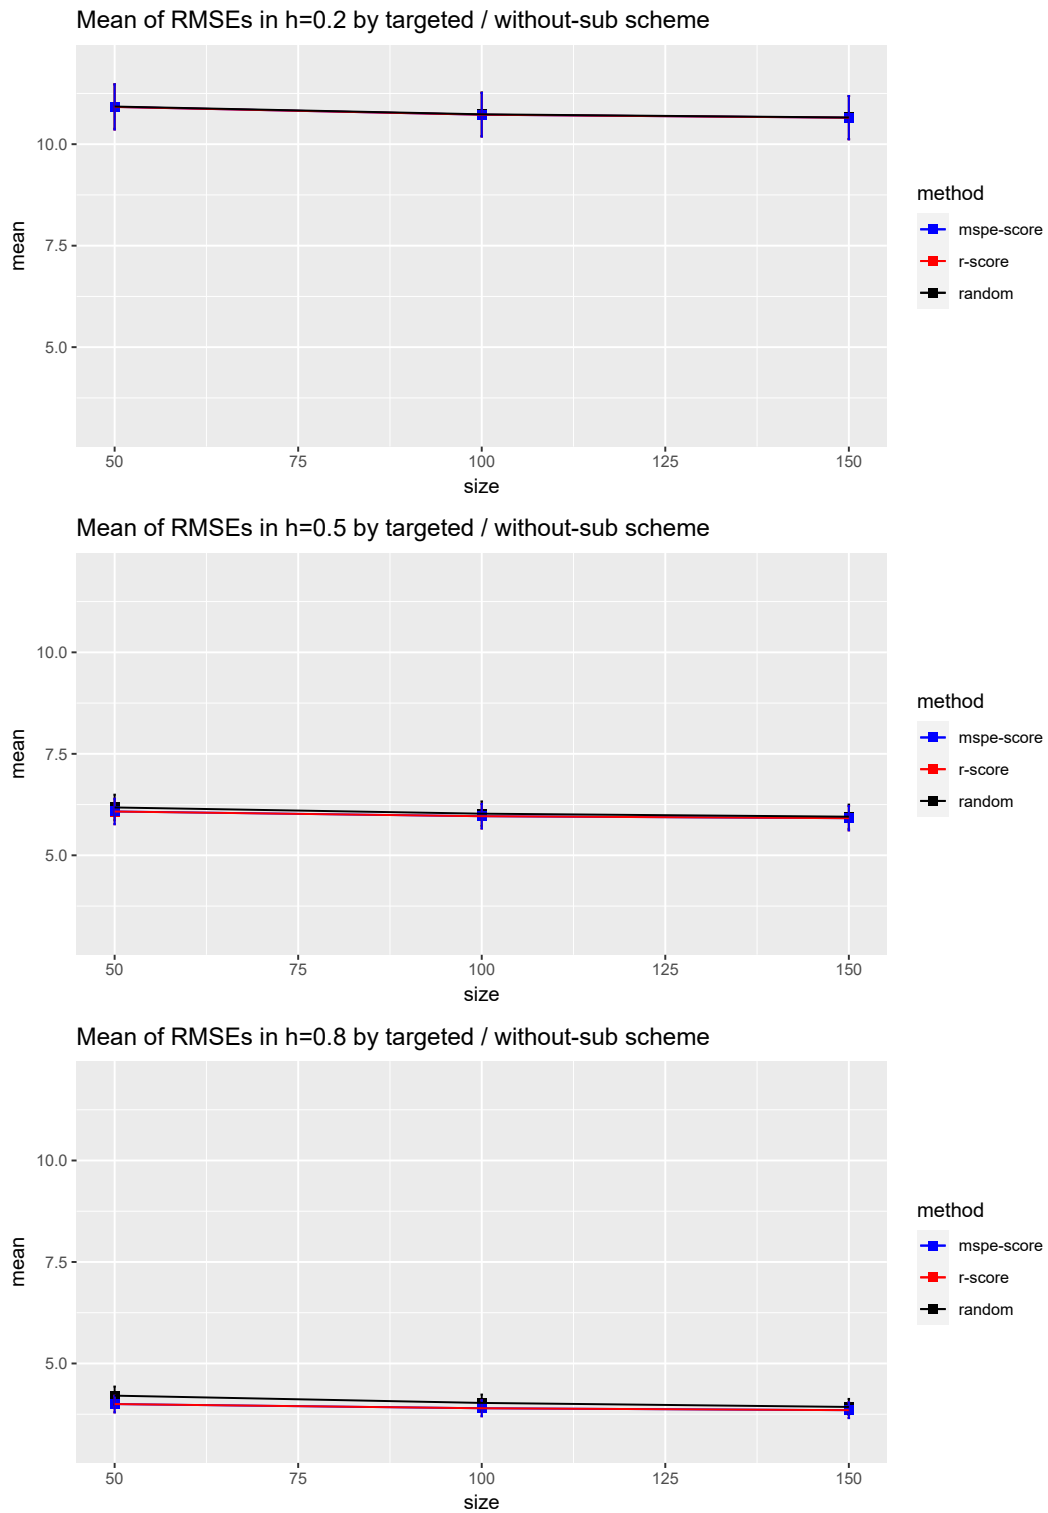 Mean of RMSEs in h=0.2 by targeted / without-sub scheme
10.0
7.5
5.0
mean
50 75 100 125 150
size
method
mspe-score
r-score
random
Mean of RMSEs in h=0.5 by targeted / without-sub scheme
10.0
7.5
5.0
mean
50 75 100 125 150
size
method
mspe-score
r-score
random
Mean of RMSEs in h=0.8 by targeted / without-sub scheme
10.0
7.5
5.0
mean
50 75 100 125 150
size
method
mspe-score
r-score
random